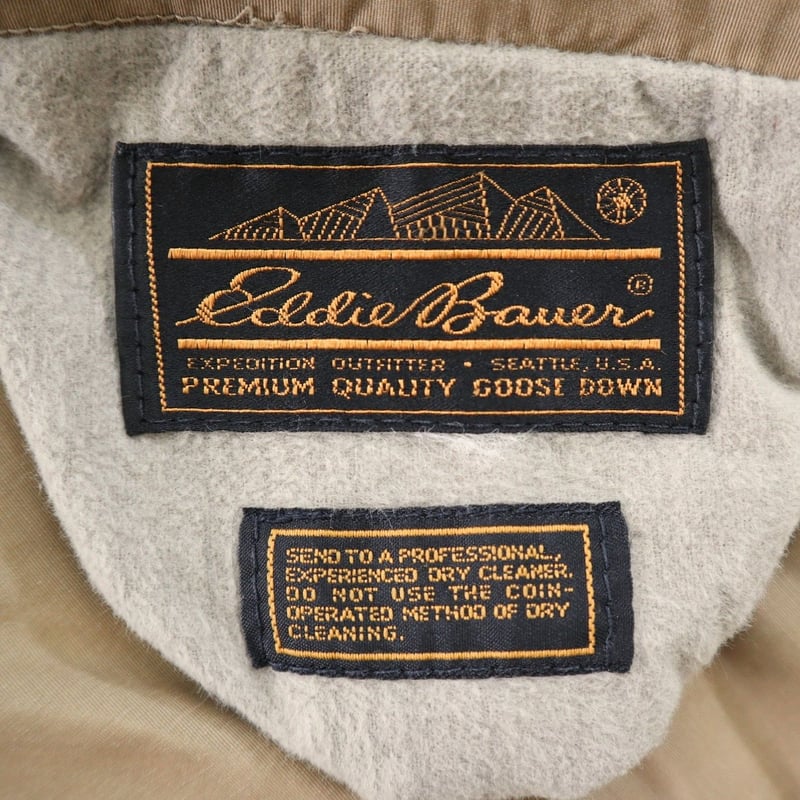 Eddie Bauer®
EXPEDITION OUTFITTER · SEATTLE, U.S.A.
PREMIUM QUALITY GOOSE DOWN
SEND TO A PROFESSIONAL,
EXPERIENCED DRY CLEANER.
DO NOT USE THE COIN-
OPERATED METHOD OF DRY
CLEANING.